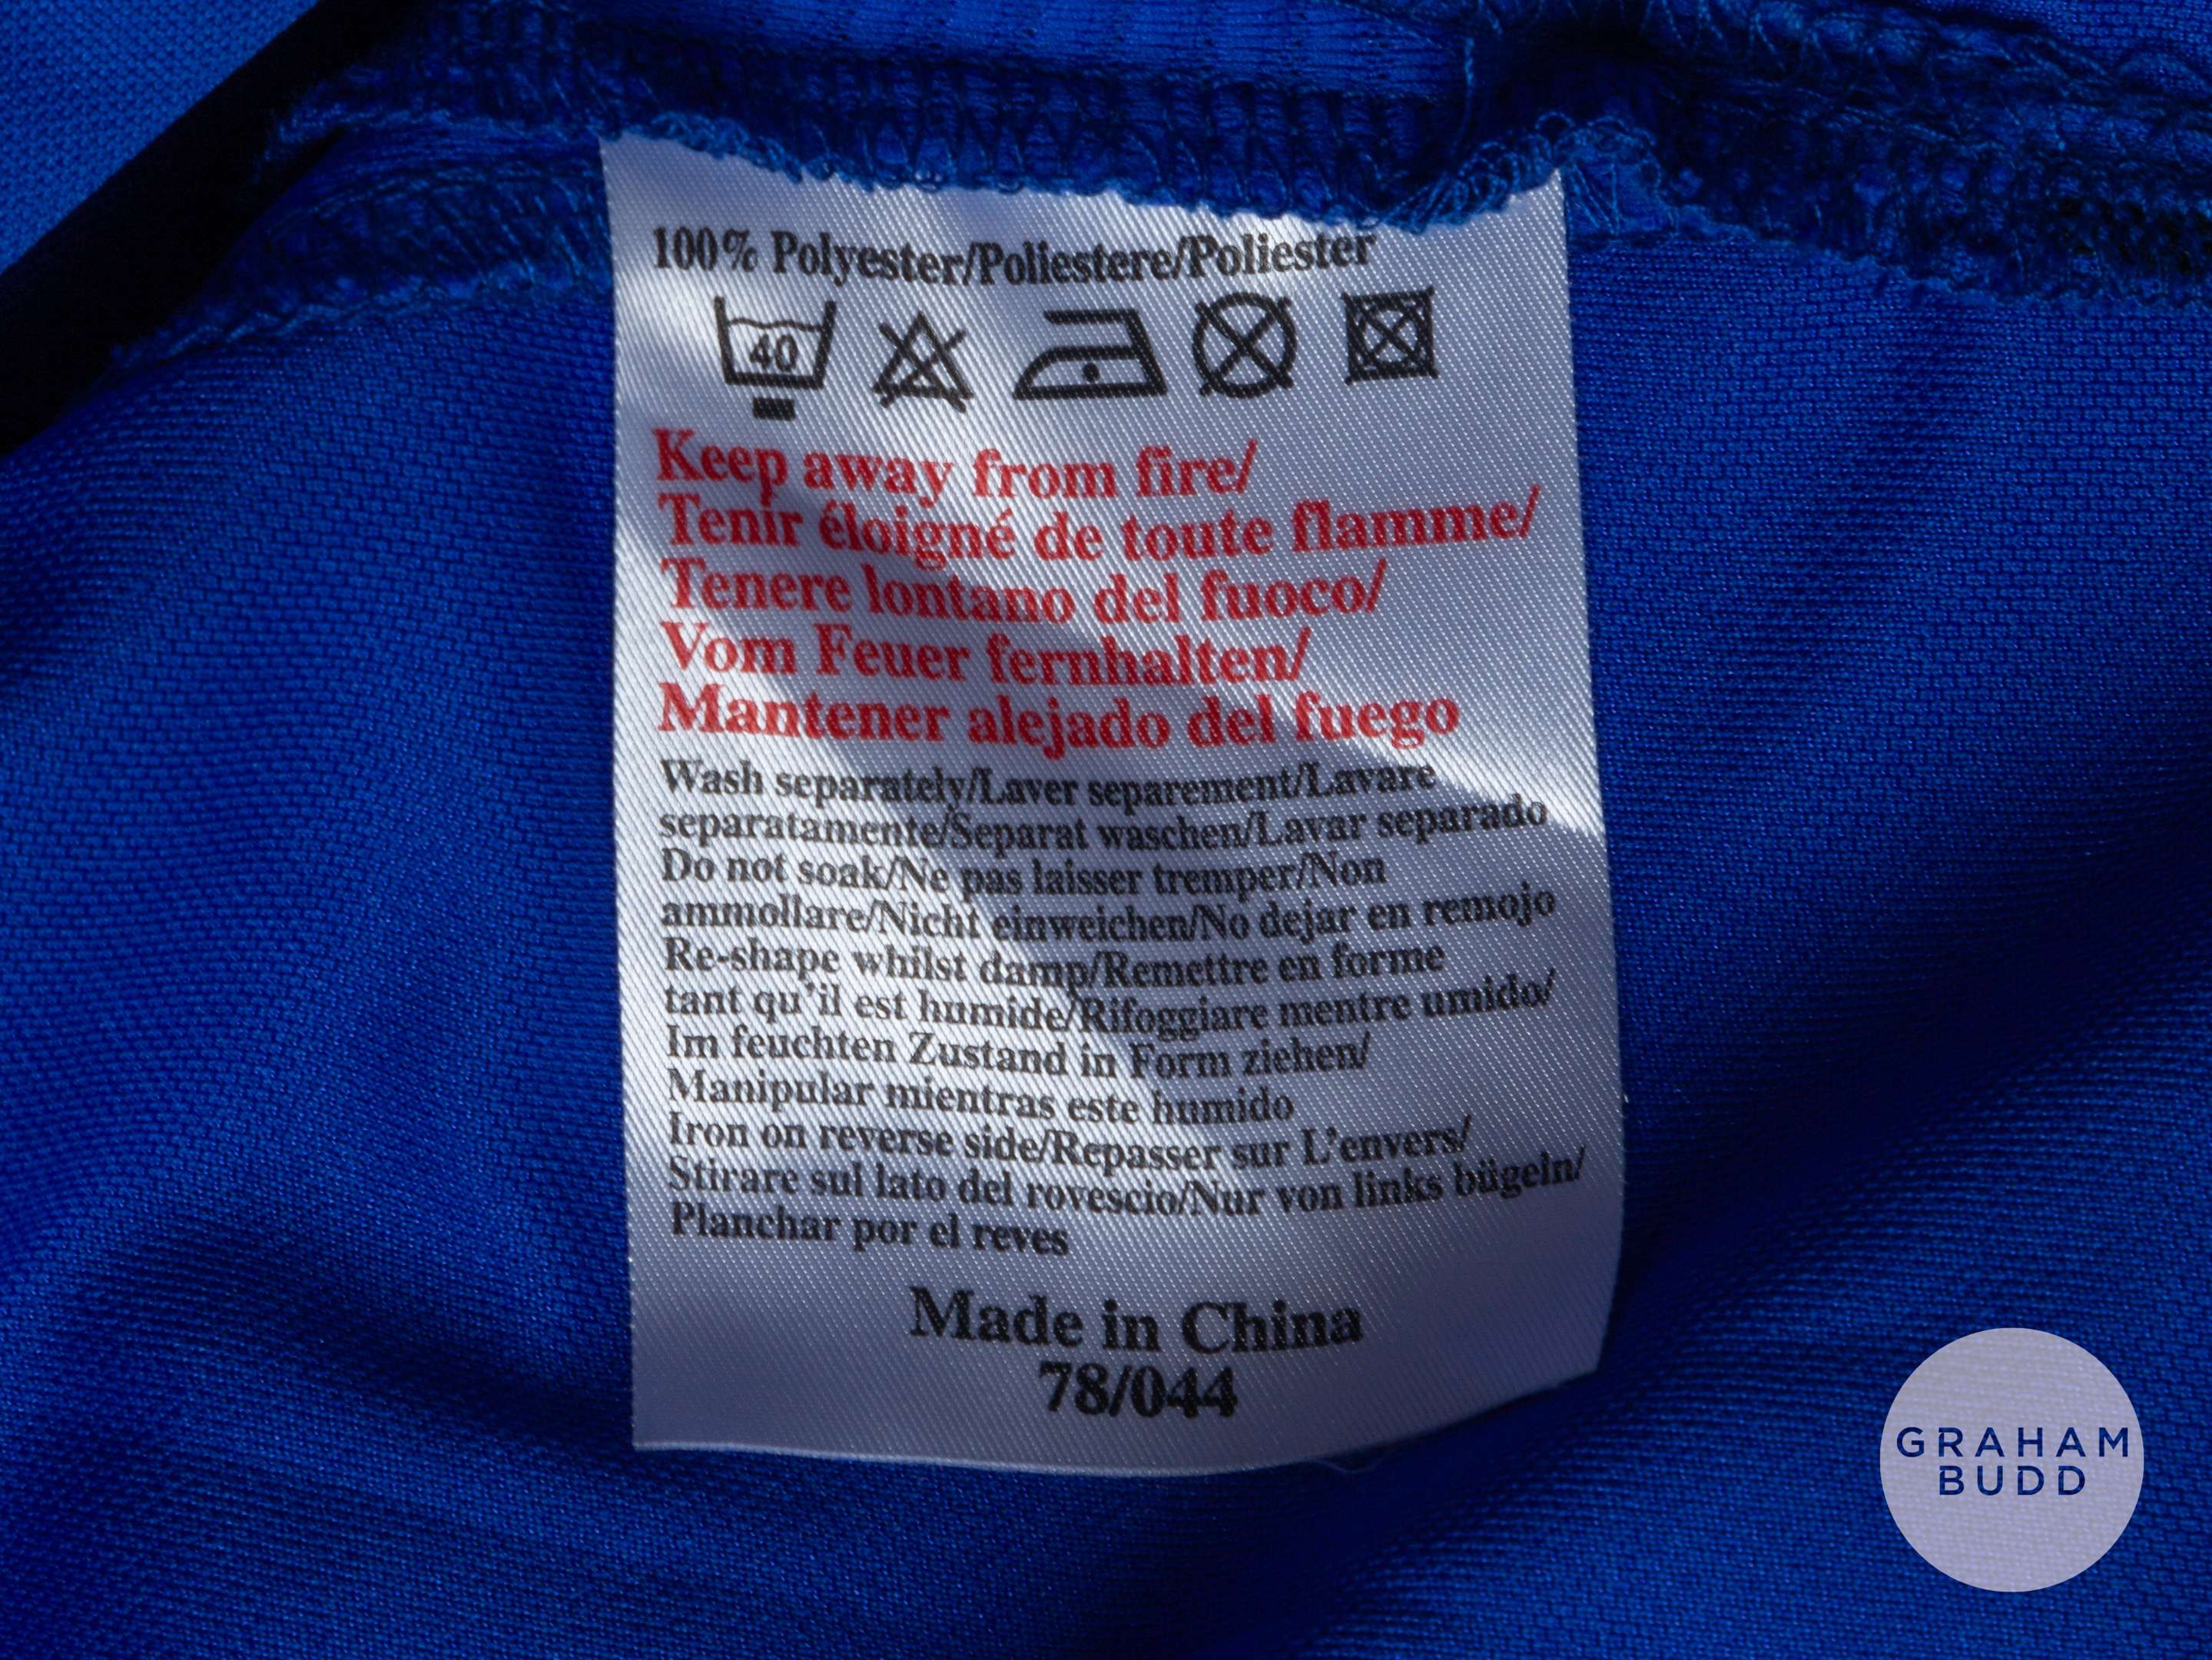 100% Polyester/Poliestere/Poliester
40
Keep away from fire/
Tenir éloigné de toute flamme/
Tenere lontano del fuoco/
Vom Feuer fernhalten/
Mantener alejado del fuego
Wash separately/Laver separement/Lavare
separatamente/Separat waschen/Lavar separado
Do not soak/Ne pas laisser tremper/Non
ammollare/Nicht einweichen/No dejar en remojo
Re-shape whilst damp/Remettre en forme
tant qu'il est humide/Rifoggiare mentre umido/
Im feuchten Zustand in Form ziehen/
Manipular mientras este humido
Iron on reverse side/Repasser sur L'envers/
Stirare sul lato del rovescio/Nur von links bügeln/
Planchar por el reves
Made in China
78/044
GRAHAM
BUDD